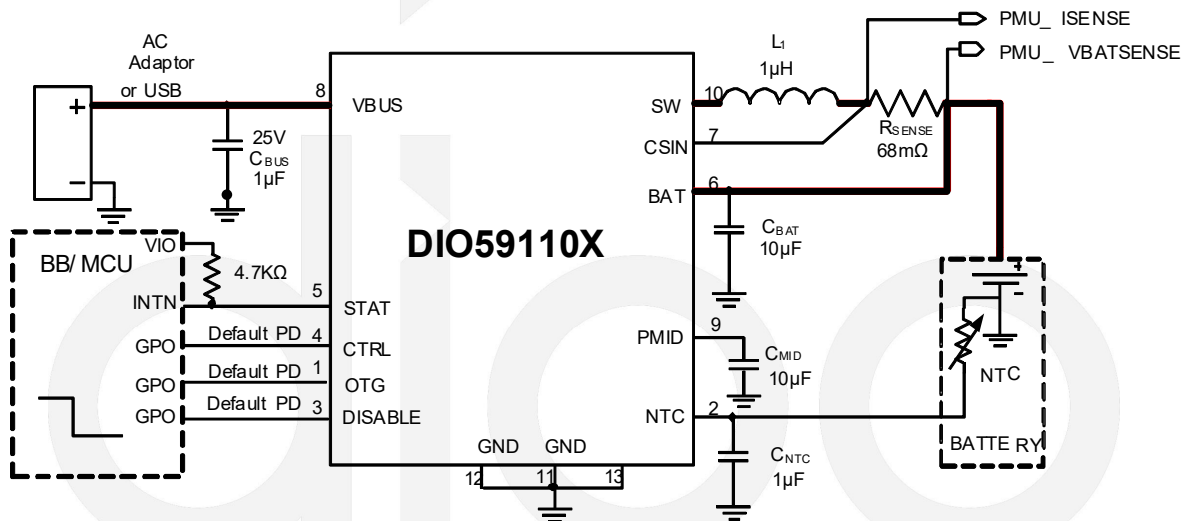 PMU_ ISENSE
PMU_ VBATSENSE
AC
Adaptor
or USB
L1
1µH
8
VBUS
SW
10
25V
CBUS
1µF
CSIN
7
RSENSE
68mΩ
BAT
6
DIO59110X
CBAT
10µF
BB/ MCU
VIO
4.7KΩ
INTN
5
STAT
GPO
Default PD
4
CTRL
GPO
Default PD
1
OTG
GPO
Default PD
3
DISABLE
PMID
9
CMID
10µF
NTC
2
CNTC
1µF
NTC
BATTE RY
GND
GND
12
11
13
dioo